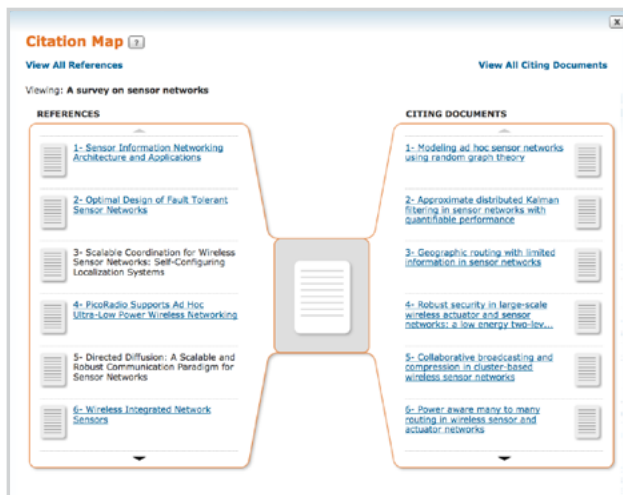 x
Citation Map ?
View All References
View All Citing Documents
Viewing: A survey on sensor networks
REFERENCES
1- Sensor Information Networking
Architecture and Applications
2- Optimal Design of Fault Tolerant
Sensor Networks
3- Scalable Coordination for Wireless
Sensor Networks: Self-Configuring
Localization Systems
4- PicoRadio Supports Ad Hoc
Ultra-Low Power Wireless Networking
5- Directed Diffusion: A Scalable and
Robust Communication Paradigm for
Sensor Networks
6- Wireless Integrated Network
Sensors
CITING DOCUMENTS
1- Modeling ad hoc sensor networks
using random graph theory
2- Approximate distributed Kalman
filtering in sensor networks with
quantifiable performance
3- Geographic routing with limited
information in sensor networks
4- Robust security in large-scale
wireless actuator and sensor
networks: a low energy two-lev...
5- Collaborative broadcasting and
compression in cluster-based
wireless sensor networks
6- Power aware many to many
routing in wireless sensor and
actuator networks